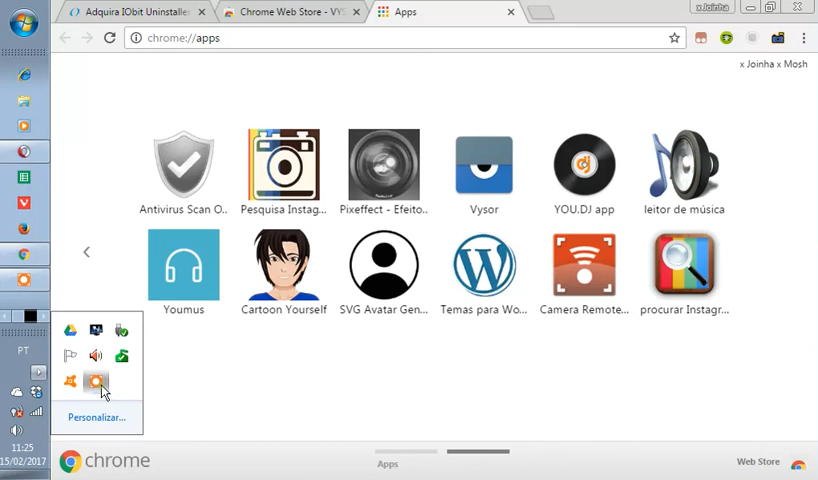 Adquira IObit Uninstaller
Chrome Web Store - VYS
Apps
x Joinha
chrome://apps
x Joinha x Mosh
Antivirus Scan O..
Pesquisa Instag...
Pixeffect - Efeito..
Vysor
YOU.DJ app
leitor de música
Youmus
Cartoon Yourself
SVG Avatar Gen...
Temas para Wo...
Camera Remote...
procurar Instagr...
dj
PT
Personalizar...
11:25
15/02/2017
chrome
Apps
Web Store